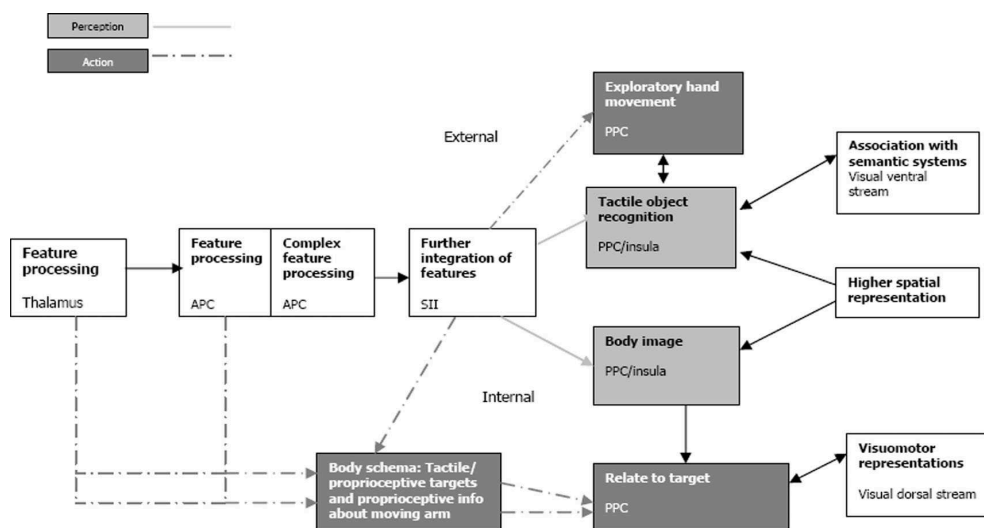 Perception
Action
External
Exploratory hand
movement
PPC
Association with
semantic systems
Visual ventral
stream
Tactile object
recognition
PPC/insula
Feature
processing
Thalamus
Feature
processing
APC
Complex
feature
processing
APC
Further
integration of
features
SII
Higher spatial
representation
Body image
PPC/insula
Internal
Body schema: Tactile/
proprioceptive targets
and proprioceptive info
about moving arm
Relate to target
PPC
Visuomotor
representations
Visual dorsal stream